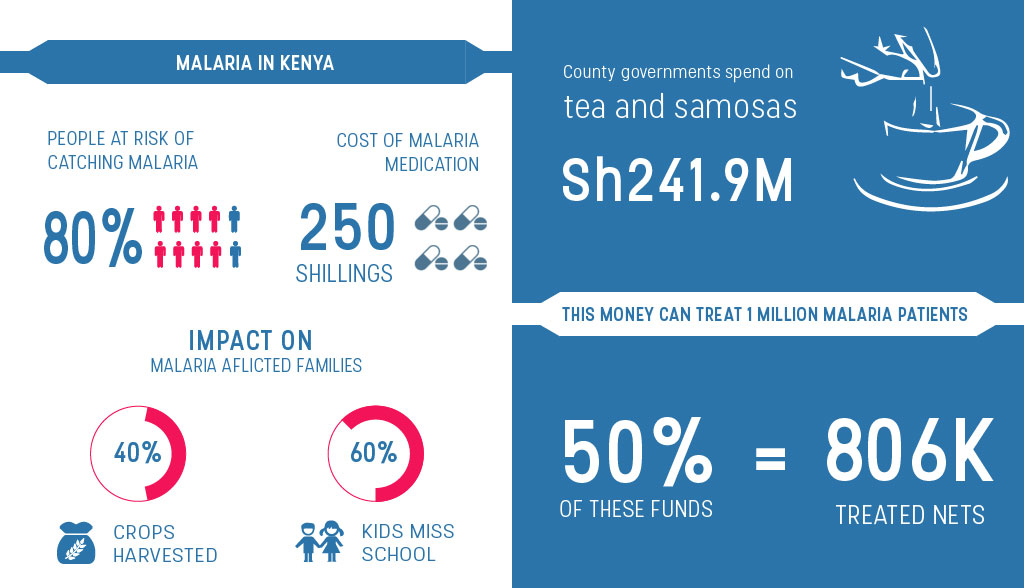 MALARIA IN KENYA
PEOPLE AT RISK OF
CATCHING MALARIA
80%
COST OF MALARIA
MEDICATION
250
SHILLINGS
IMPACT ON
MALARIA AFLICTED FAMILIES
40%
CROPS
HARVESTED
60%
KIDS MISS
SCHOOL
County governments spend on
tea and samosas
Sh241.9M
THIS MONEY CAN TREAT 1 MILLION MALARIA PATIENTS
50%
OF THESE FUNDS
=
806K
TREATED NETS